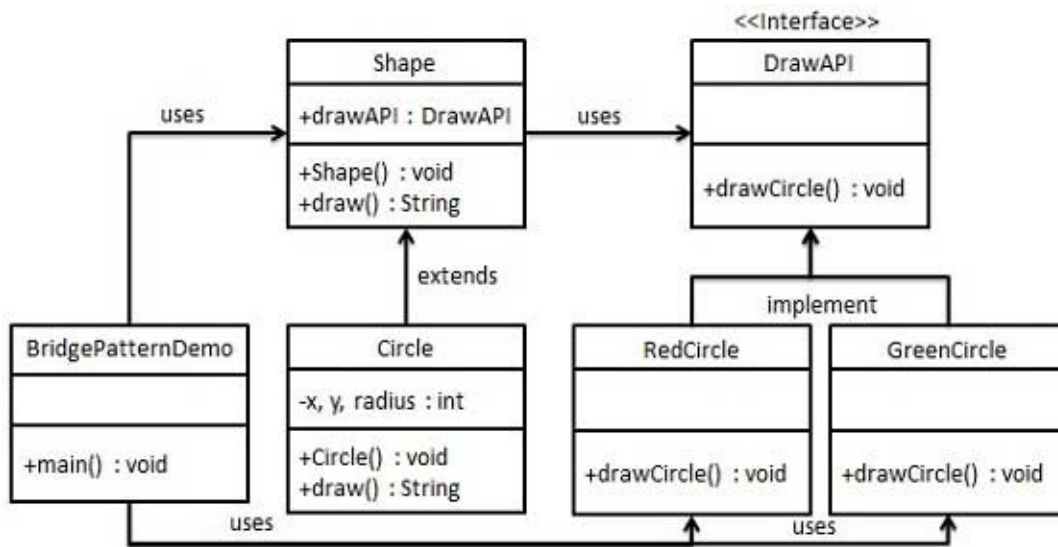 <<Interface>>
Shape
DrawAPI
+drawAPI : DrawAPI
uses
uses
+Shape() : void
+draw() : String
+drawCircle() : void
extends
implement
BridgePatternDemo
Circle
RedCircle
GreenCircle
-x, y, radius : int
+main() : void
+Circle() : void
+draw() : String
+drawCircle() : void
+drawCircle() : void
uses
uses